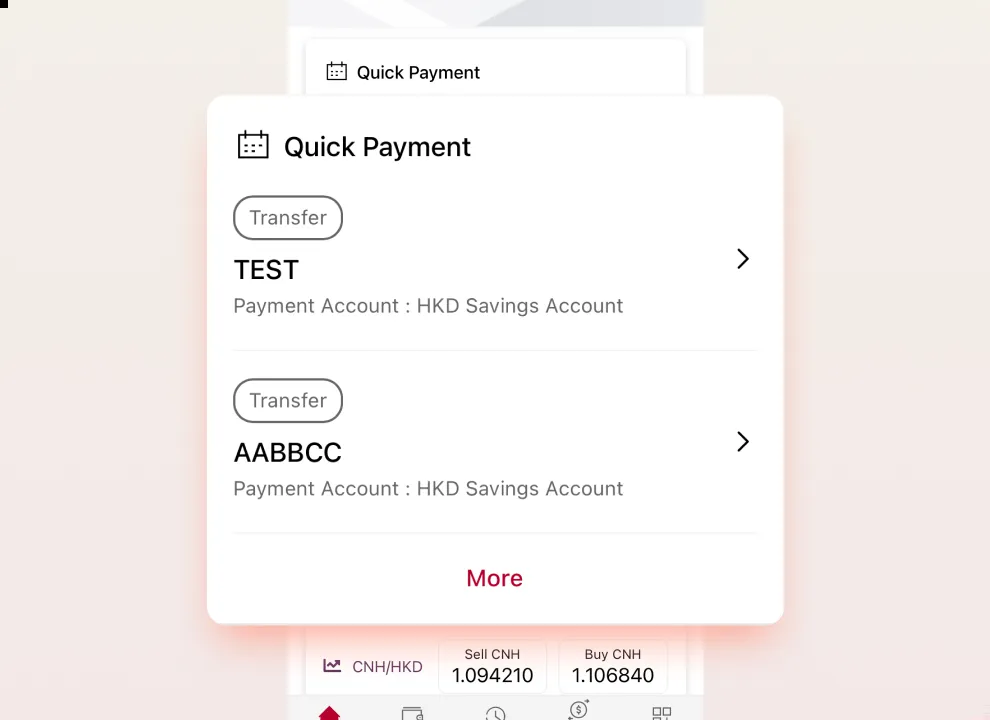 Quick Payment
Quick Payment
Transfer
TEST
Payment Account : HKD Savings Account
Transfer
AABBCC
Payment Account : HKD Savings Account
More
CNH/HKD
Sell CNH
1.094210
Buy CNH
1.106840